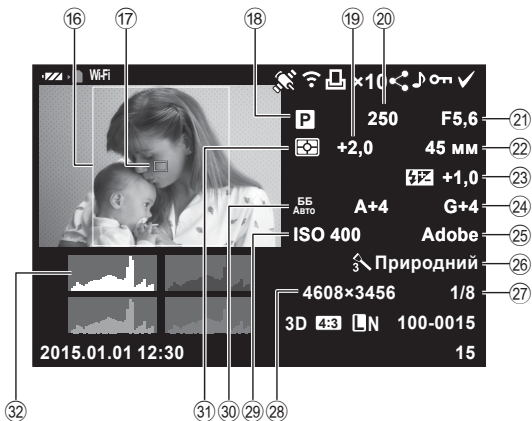 ⑯ ⑰ ⑱ ⑲ ⑳
Wi-Fi ×10
P 250 F5,6 ㉑
+2,0 45 мм ㉒
+1,0 ㉓
ББ Авто A+4 G+4 ㉔
ISO 400 Adobe ㉕
3 Природний ㉖
4608×3456 1/8 ㉗
3D 4:3 LN 100-0015
2015.01.01 12:30 15
㉜ ㉛ ㉚ ㉙ ㉘